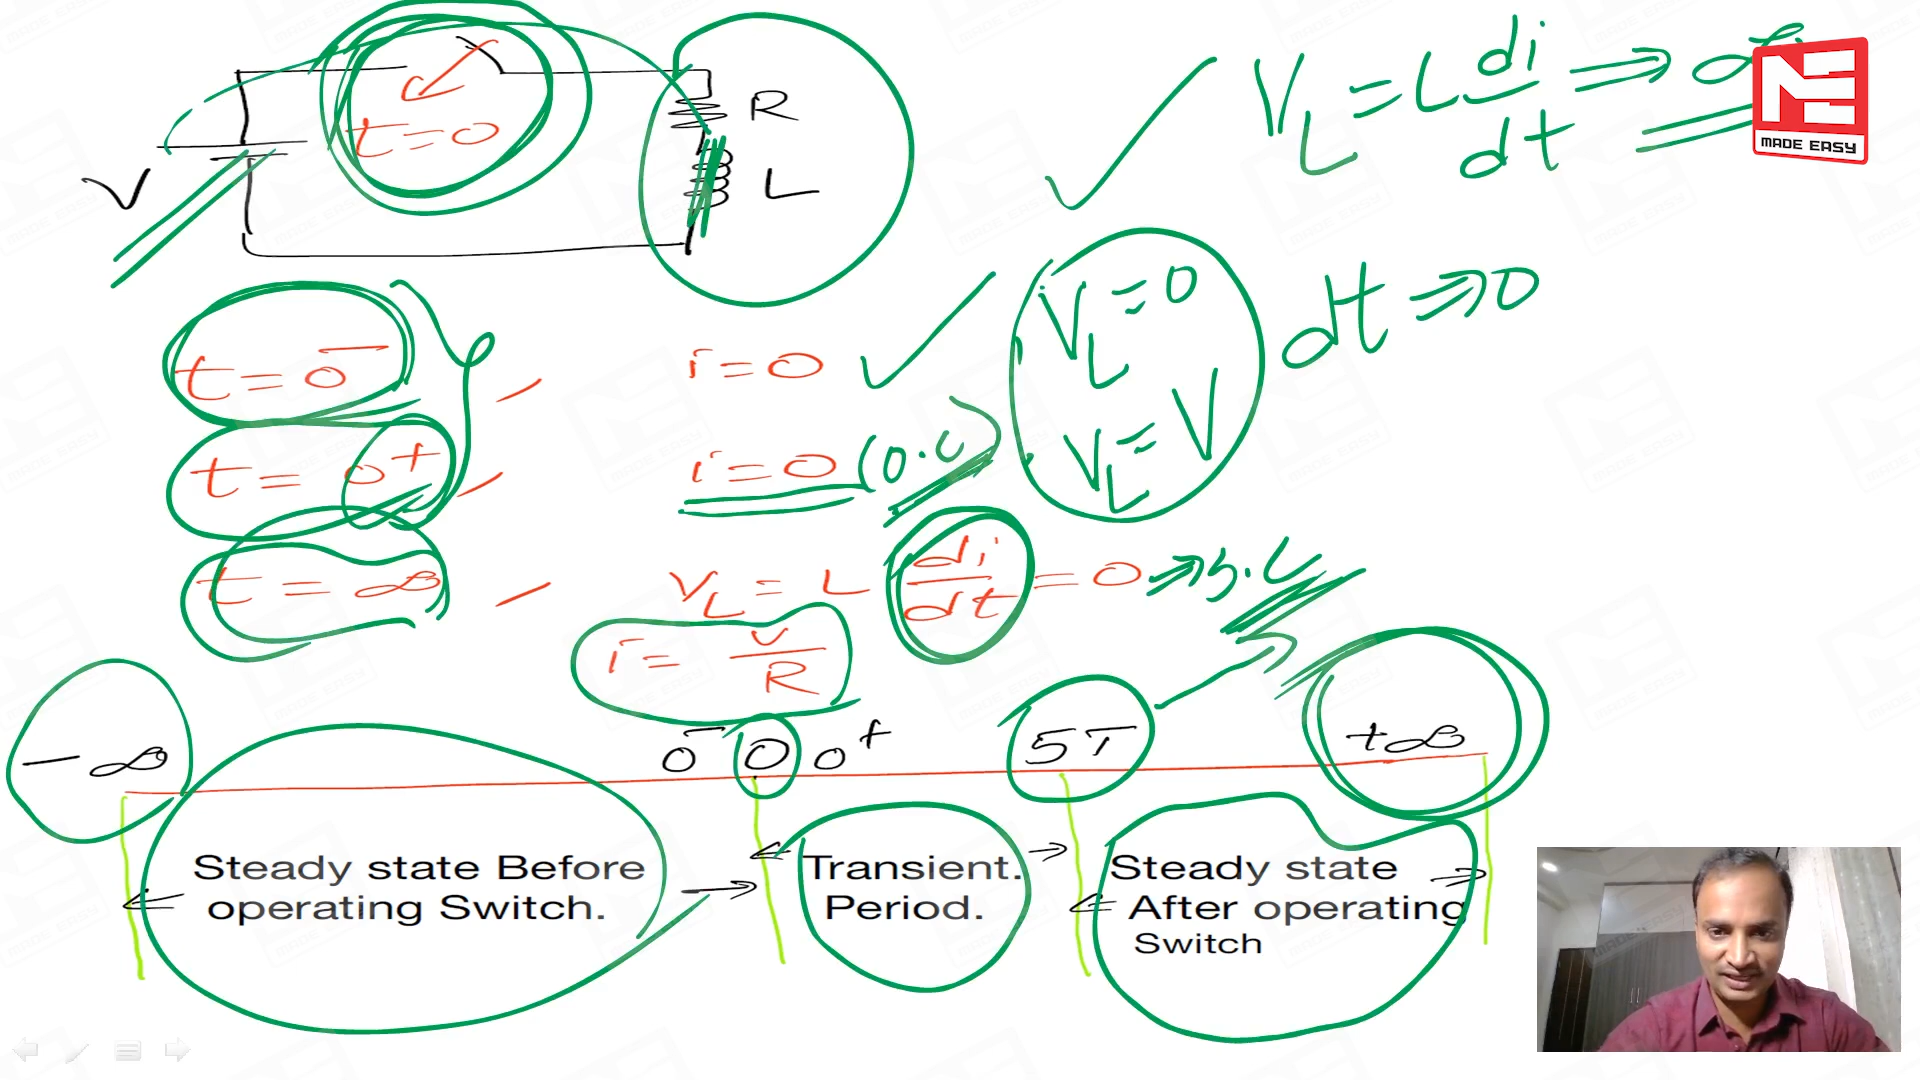 t=0
R
L
V
V_L = L di/dt ⇒ ∞
MADE EASY
t = 0⁻
i = 0
V_L = 0
dt ⇒ 0
t = 0⁺
i = 0 (O.C)
V_L = V
t = ∞
V_L = L di/dt = 0 ⇒ S.C
i = V/R
-∞
0⁻ 0 0⁺
5T
+∞
Steady state Before
operating Switch.
Transient.
Period.
Steady state
After operating
Switch